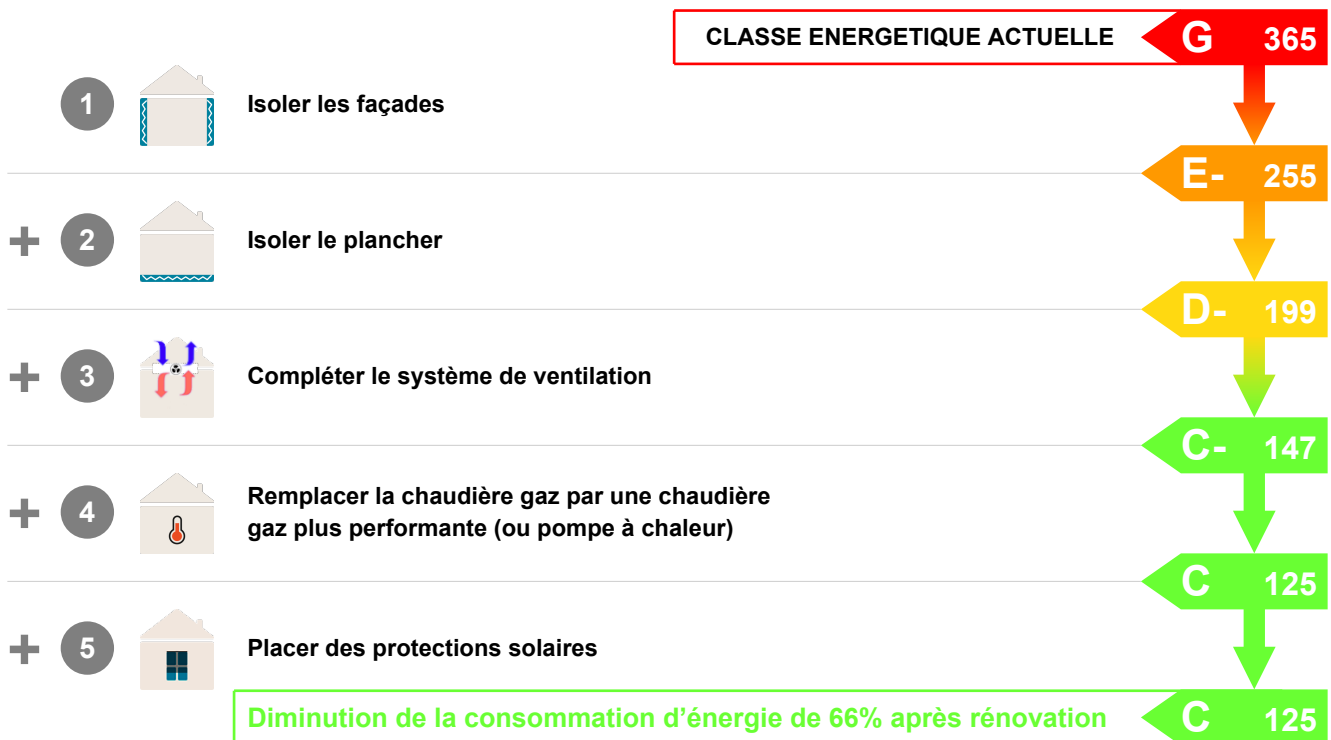 CLASSE ENERGETIQUE ACTUELLE G 365
1 Isoler les façades
E- 255
+ 2 Isoler le plancher
D- 199
+ 3 Compléter le système de ventilation
C- 147
+ 4 Remplacer la chaudière gaz par une chaudière
gaz plus performante (ou pompe à chaleur)
C 125
+ 5 Placer des protections solaires
Diminution de la consommation d’énergie de 66% après rénovation C 125